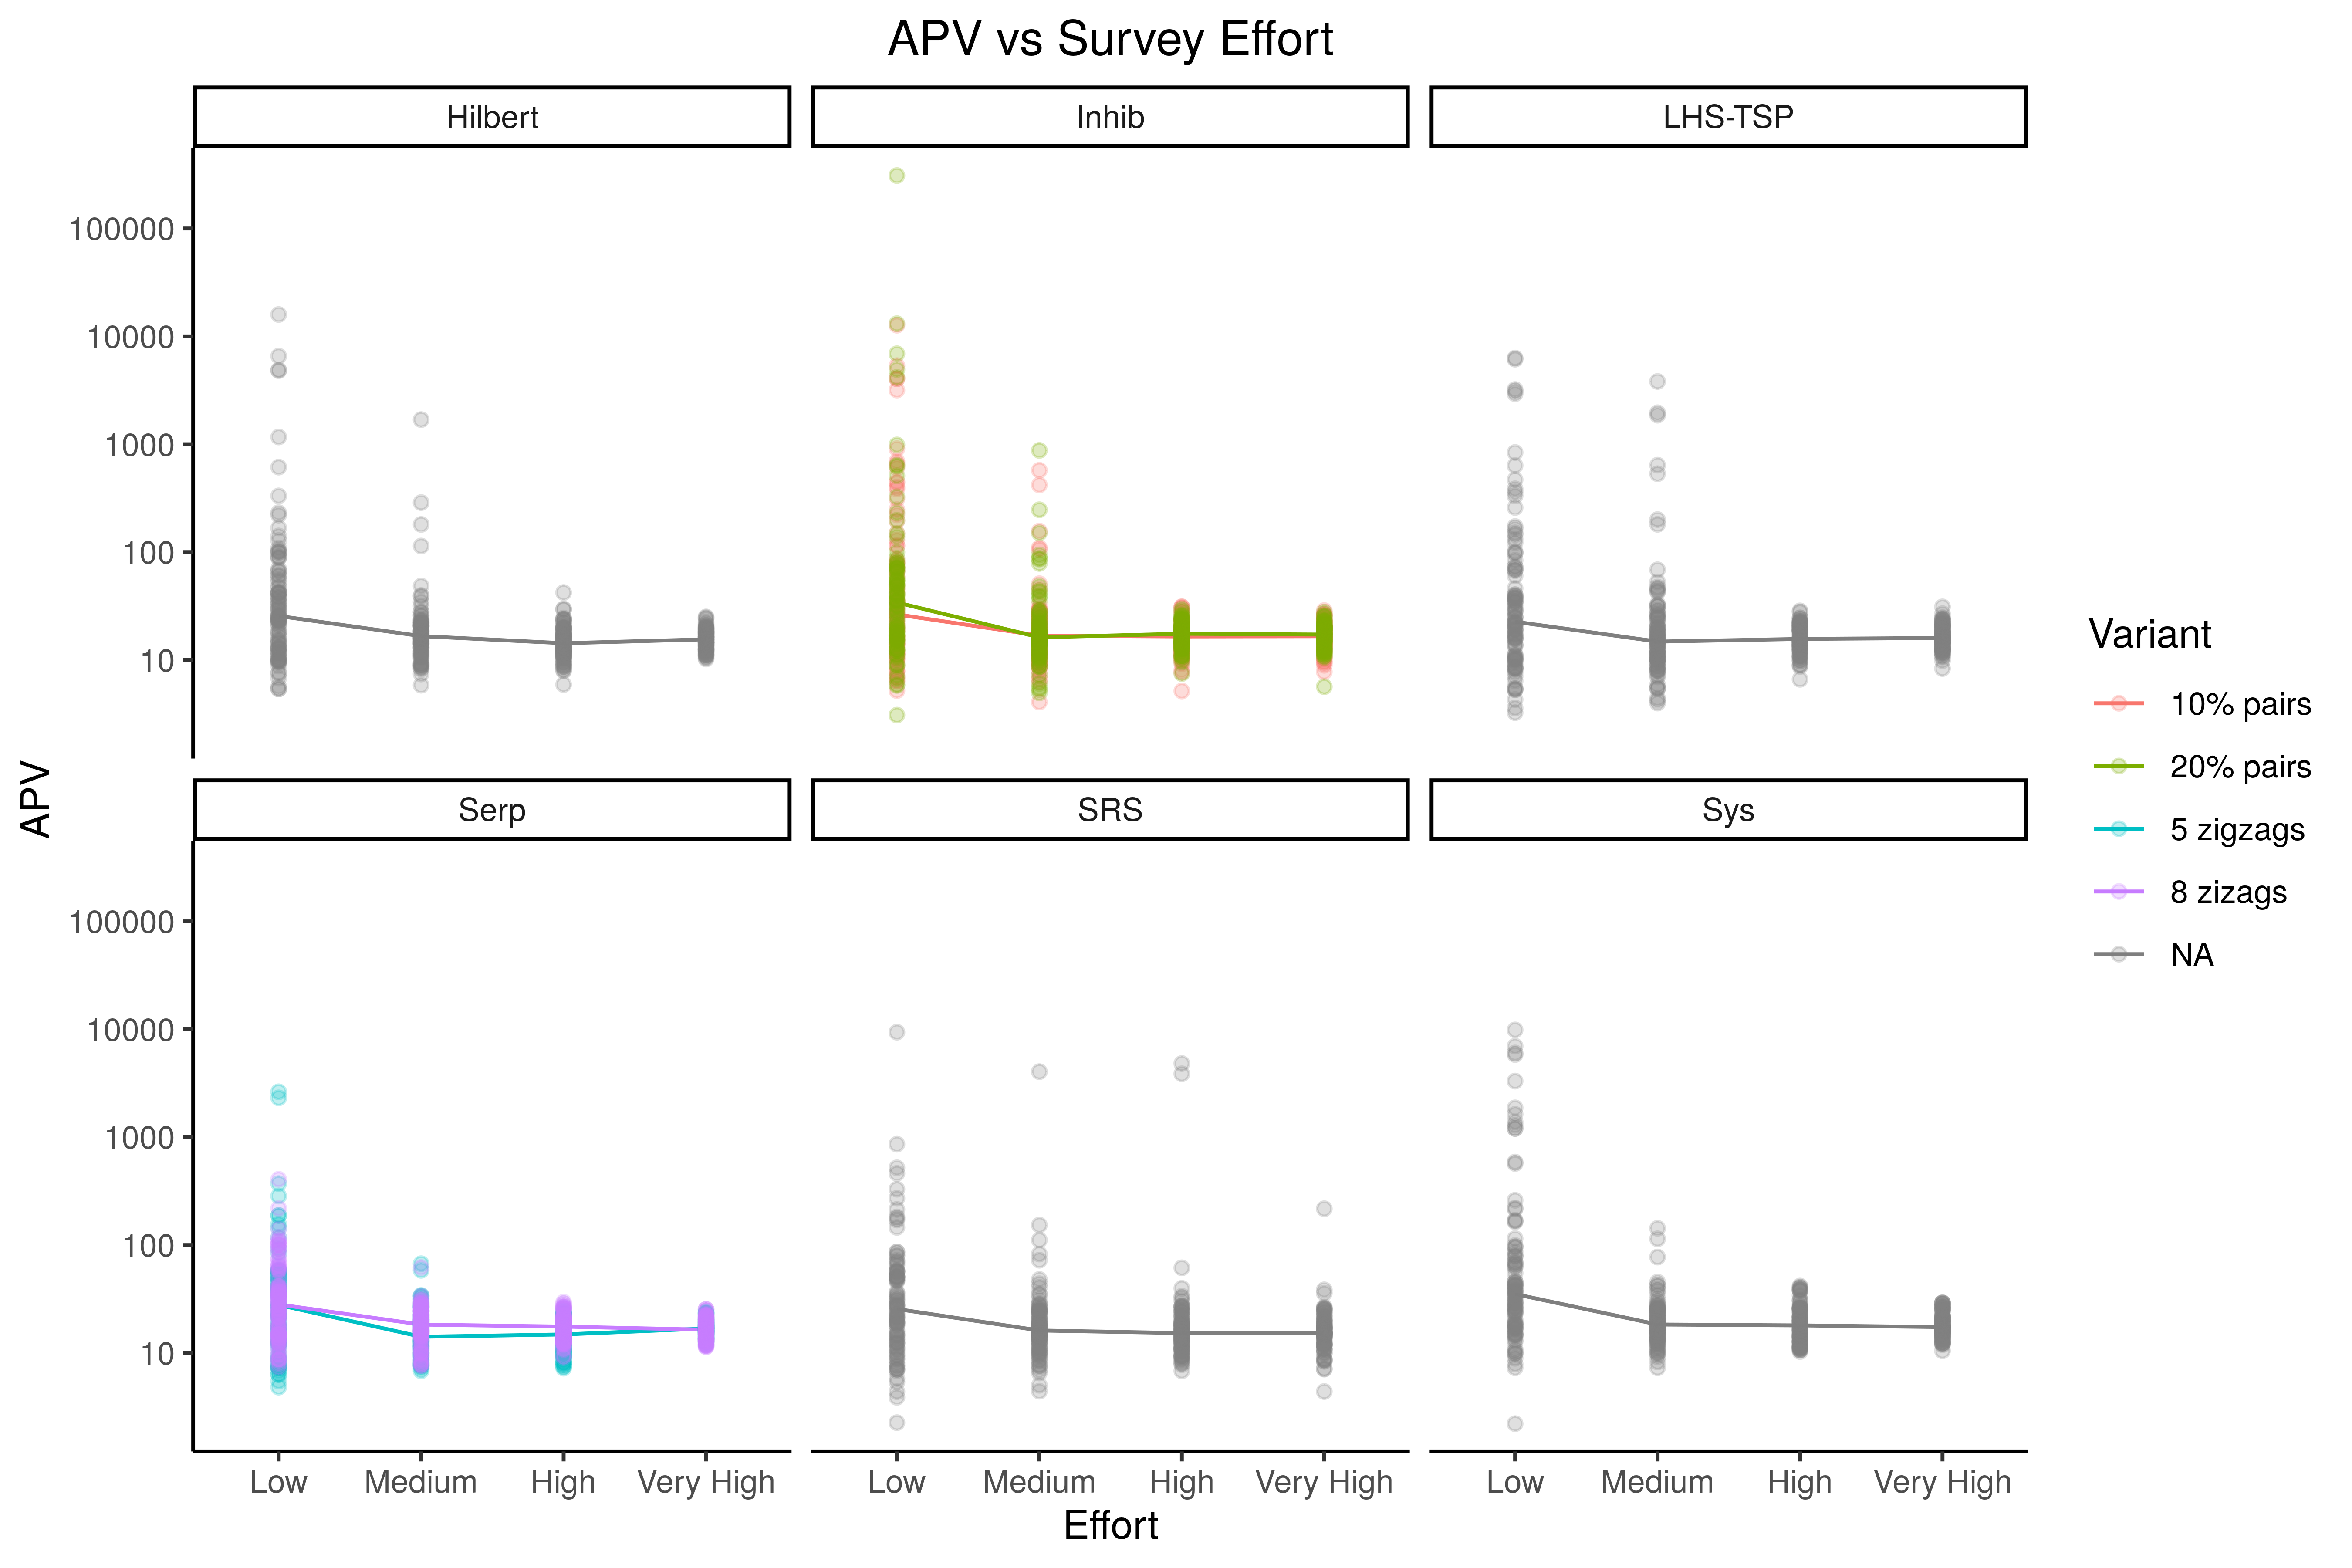 APV vs Survey Effort
Hilbert
Inhib
LHS-TSP
100000
10000
1000
100
10
APV
Serp
SRS
Sys
100000
10000
1000
100
10
Low Medium High Very High
Low Medium High Very High
Low Medium High Very High
Effort
Variant
10% pairs
20% pairs
5 zigzags
8 zizags
NA